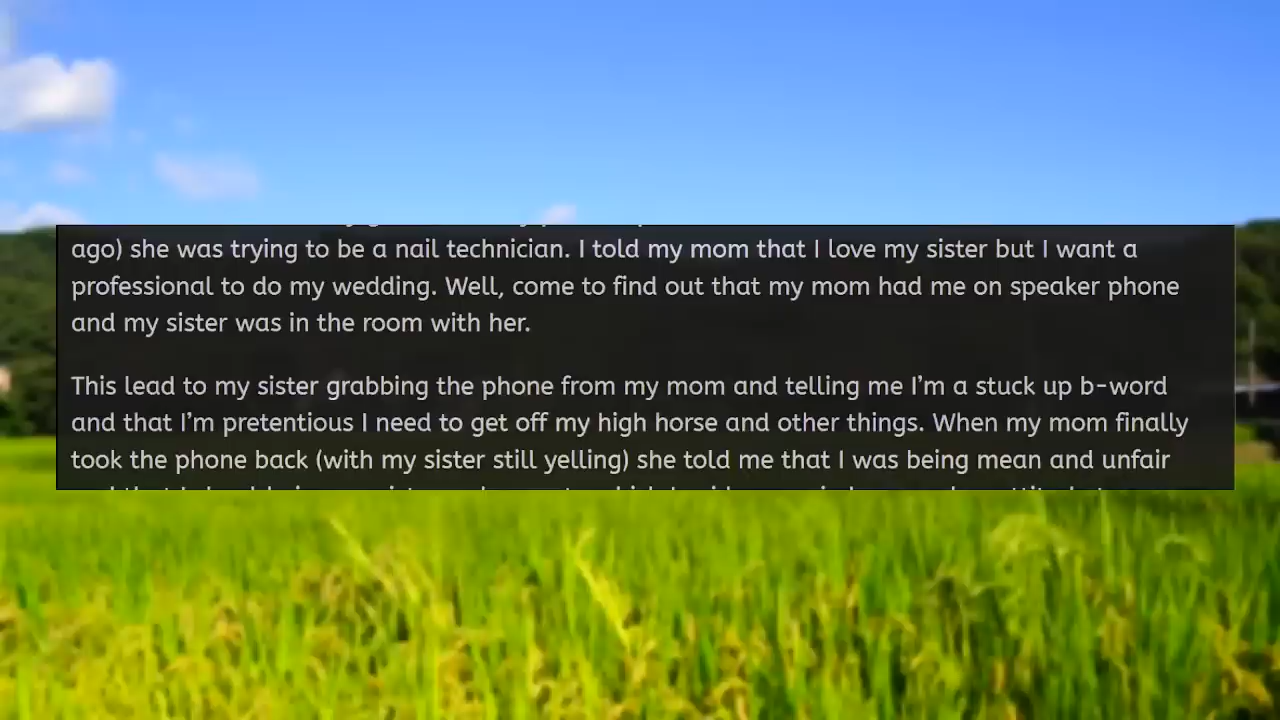 ago) she was trying to be a nail technician. I told my mom that I love my sister but I want a
professional to do my wedding. Well, come to find out that my mom had me on speaker phone
and my sister was in the room with her.
This lead to my sister grabbing the phone from my mom and telling me I’m a stuck up b-word
and that I’m pretentious I need to get off my high horse and other things. When my mom finally
took the phone back (with my sister still yelling) she told me that I was being mean and unfair